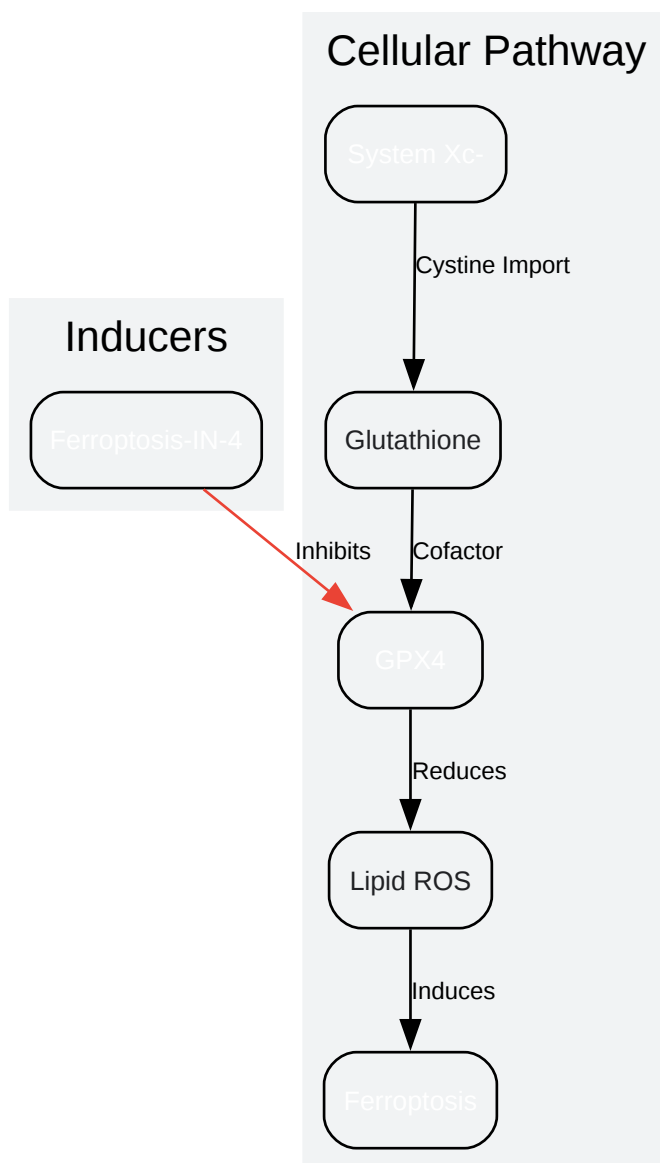 Cellular Pathway
System Xc-
Cystine Import
Inducers
Ferroptosis-IN-4
Glutathione
Inhibits
Cofactor
GPX4
Reduces
Lipid ROS
Induces
Ferroptosis